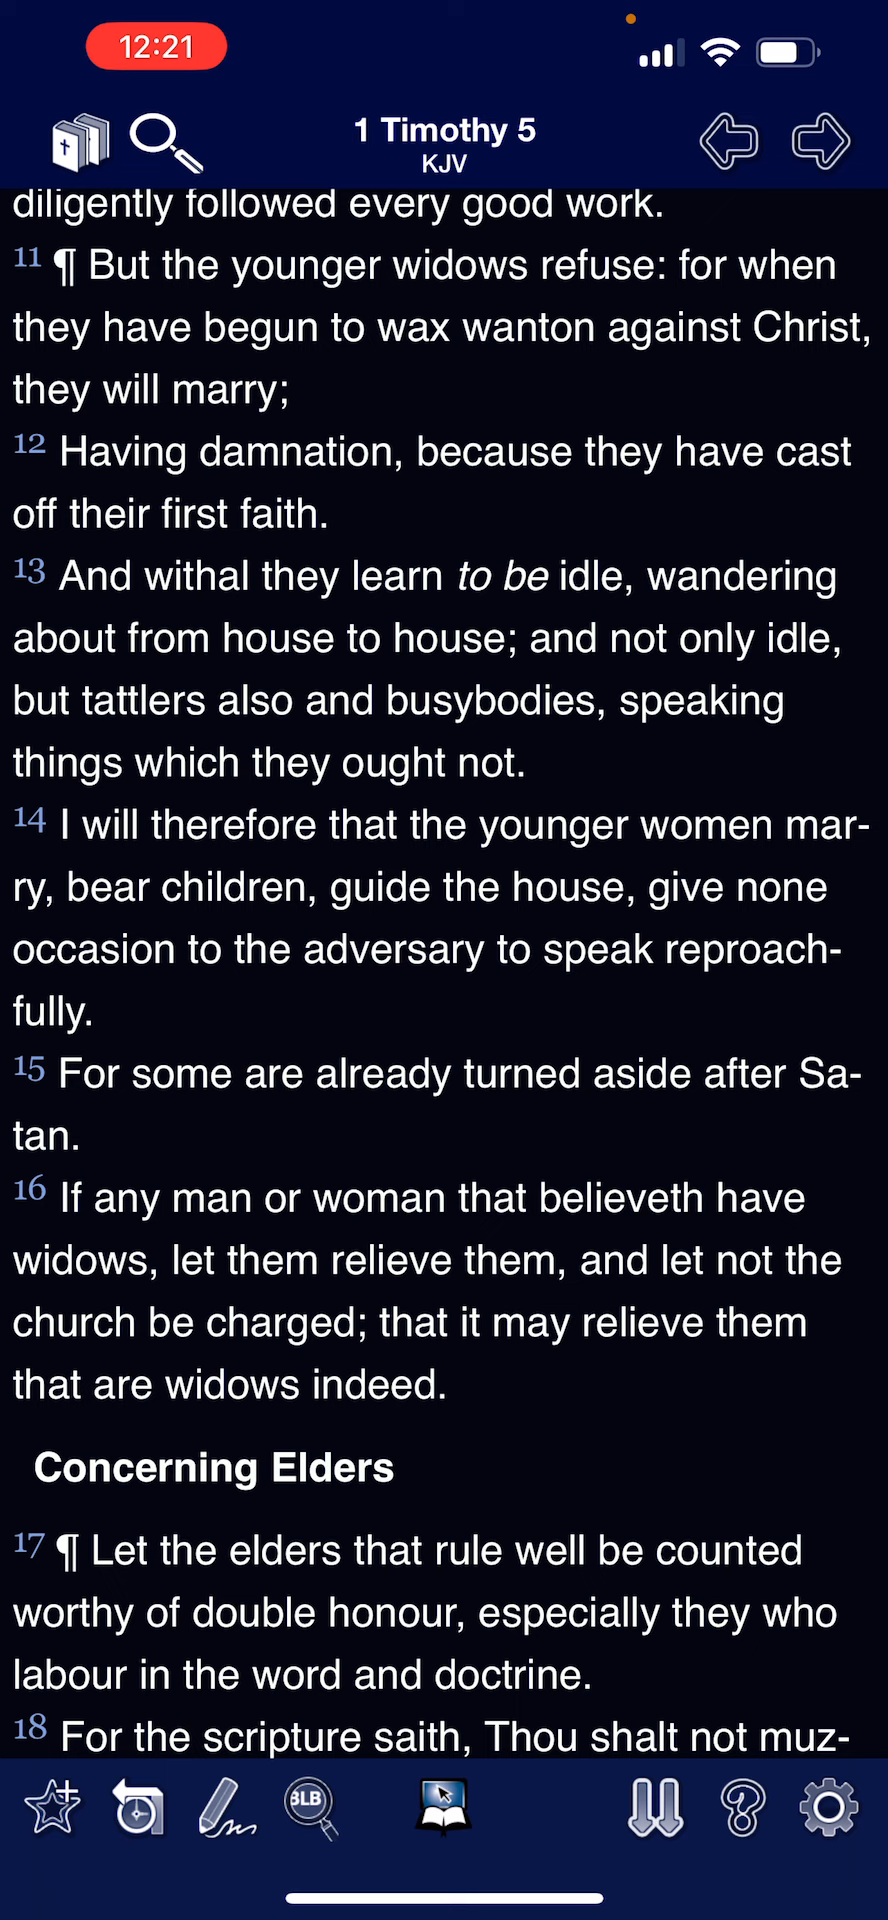 12:21
1 Timothy 5
KJV
diligently followed every good work.
11 ¶ But the younger widows refuse: for when
they have begun to wax wanton against Christ,
they will marry;
12 Having damnation, because they have cast
off their first faith.
13 And withal they learn to be idle, wandering
about from house to house; and not only idle,
but tattlers also and busybodies, speaking
things which they ought not.
14 I will therefore that the younger women mar-
ry, bear children, guide the house, give none
occasion to the adversary to speak reproach-
fully.
15 For some are already turned aside after Sa-
tan.
16 If any man or woman that believeth have
widows, let them relieve them, and let not the
church be charged; that it may relieve them
that are widows indeed.
Concerning Elders
17 ¶ Let the elders that rule well be counted
worthy of double honour, especially they who
labour in the word and doctrine.
18 For the scripture saith, Thou shalt not muz-
BLB